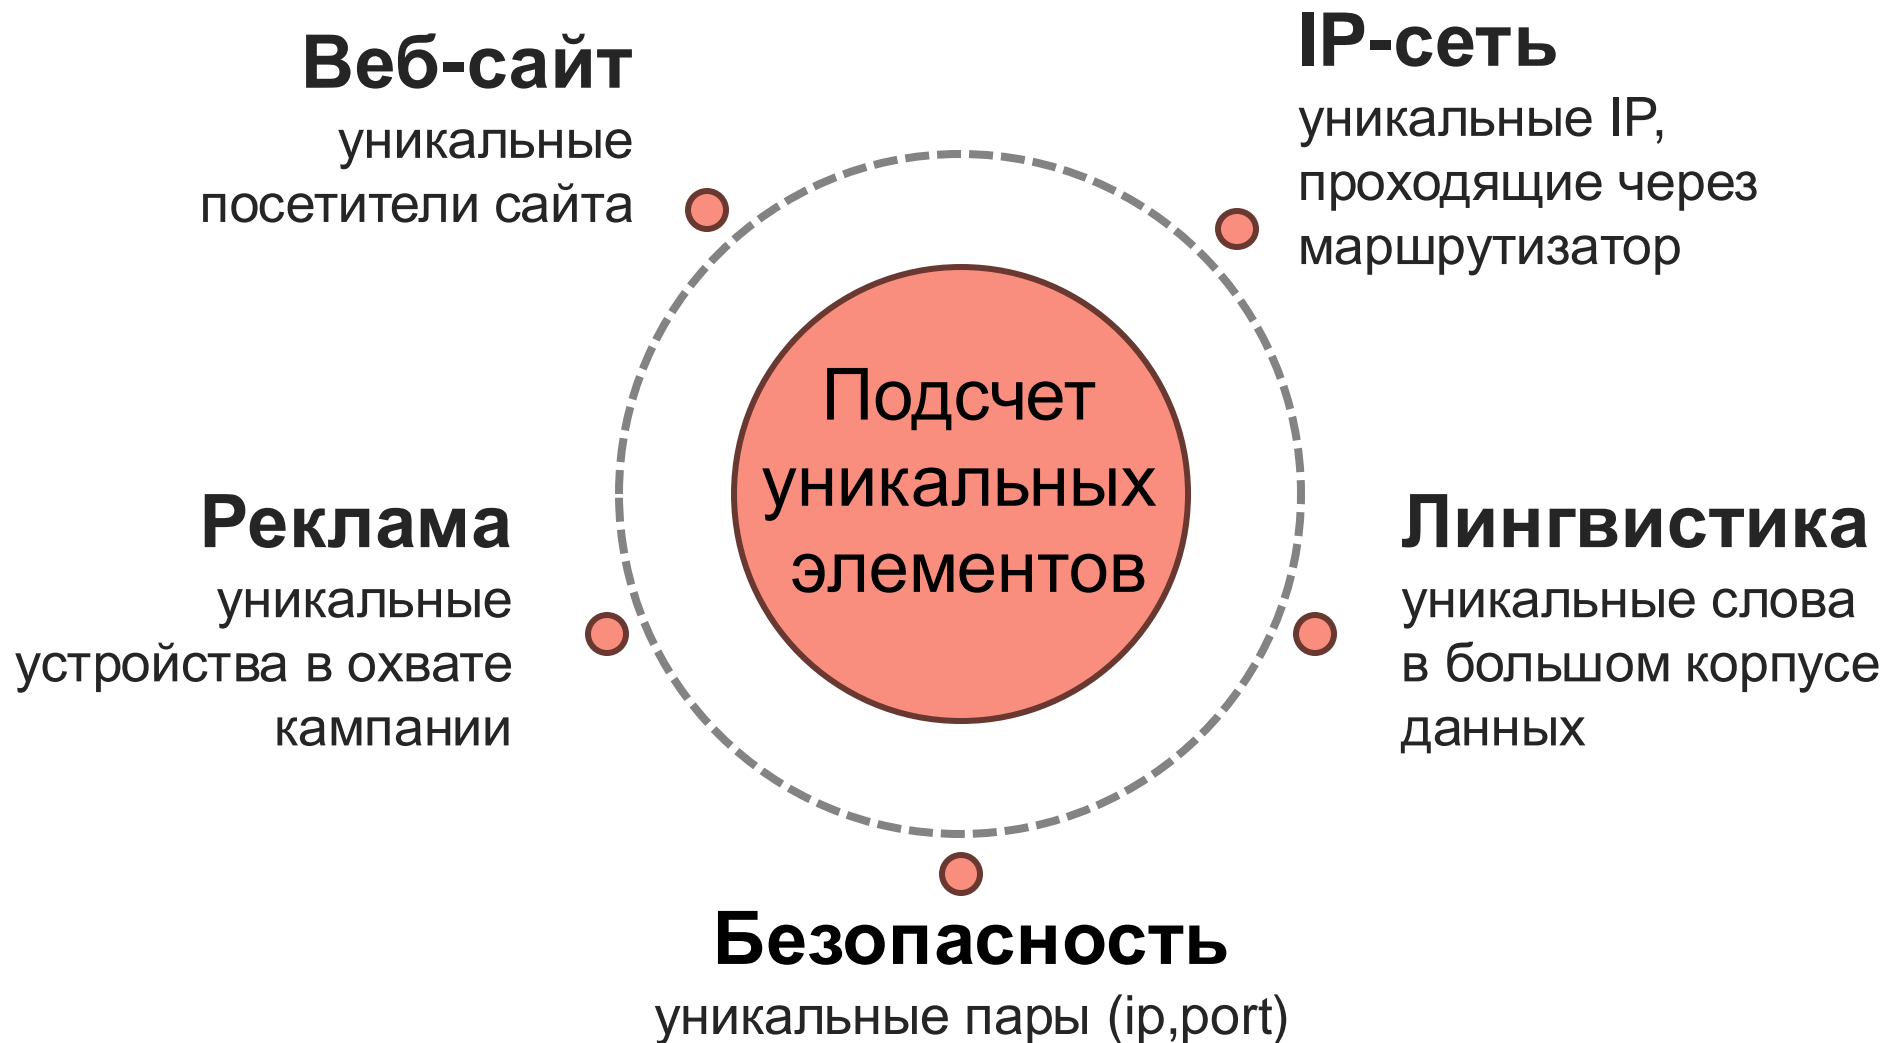 Веб-сайт
уникальные
посетители сайта
IP-сеть
уникальные IP,
проходящие через
маршрутизатор
Подсчет
уникальных
элементов
Реклама
уникальные
устройства в охвате
кампании
Лингвистика
уникальные слова
в большом корпусе
данных
Безопасность
уникальные пары (ip,port)